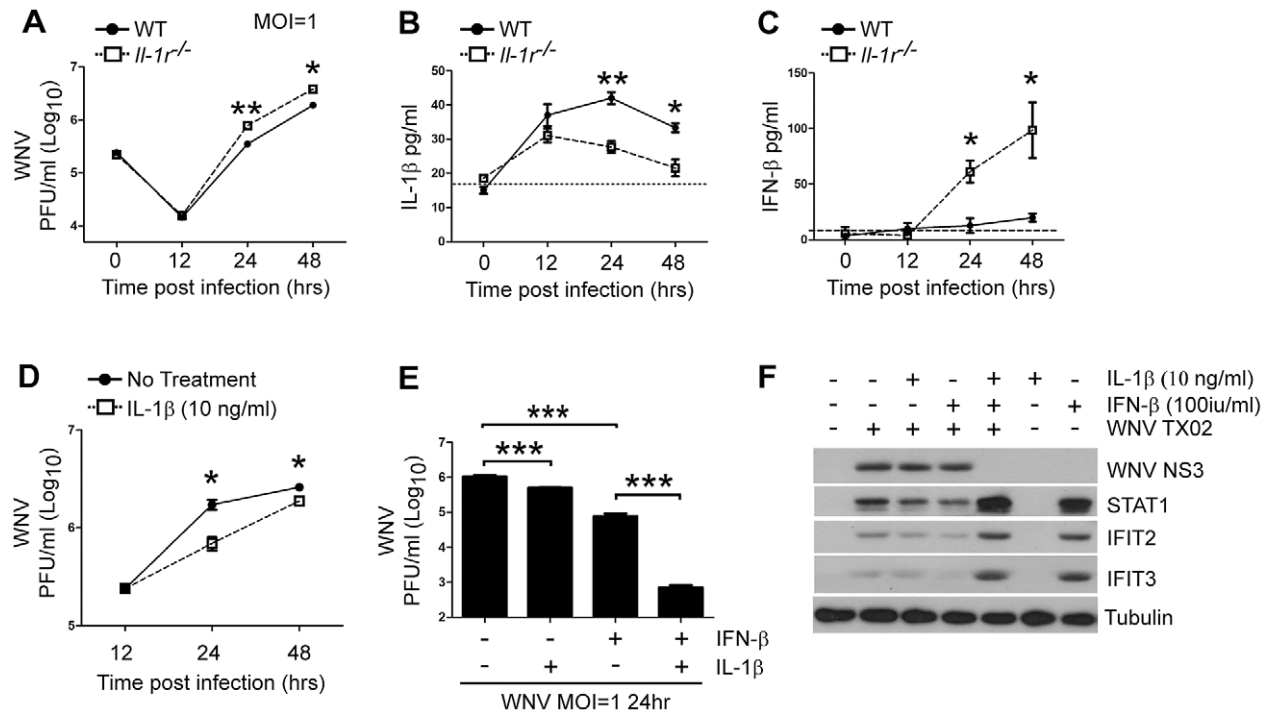 A
WT
Il-1r-/-
MOI=1
WNV
PFU/ml (Log10)
7
6
5
4
**
*
0 12 24 48
Time post infection (hrs)
B
WT
Il-1r-/-
IL-1β pg/ml
50
40
30
20
10
0
**
*
0 12 24 48
Time post infection (hrs)
C
WT
Il-1r-/-
IFN-β pg/ml
150
100
50
0
*
*
0 12 24 48
Time post infection (hrs)
D
No Treatment
IL-1β (10 ng/ml)
WNV
PFU/ml (Log10)
7
6
5
*
*
12 24 48
Time post infection (hrs)
E
WNV
PFU/ml (Log10)
7
6
5
4
3
2
***
***
***
- - + + IFN-β
- + - + IL-1β
WNV MOI=1 24hr
F
- - + - + + - IL-1β (10 ng/ml)
- - - + + - + IFN-β (100iu/ml)
- + + + + - - WNV TX02
WNV NS3
STAT1
IFIT2
IFIT3
Tubulin